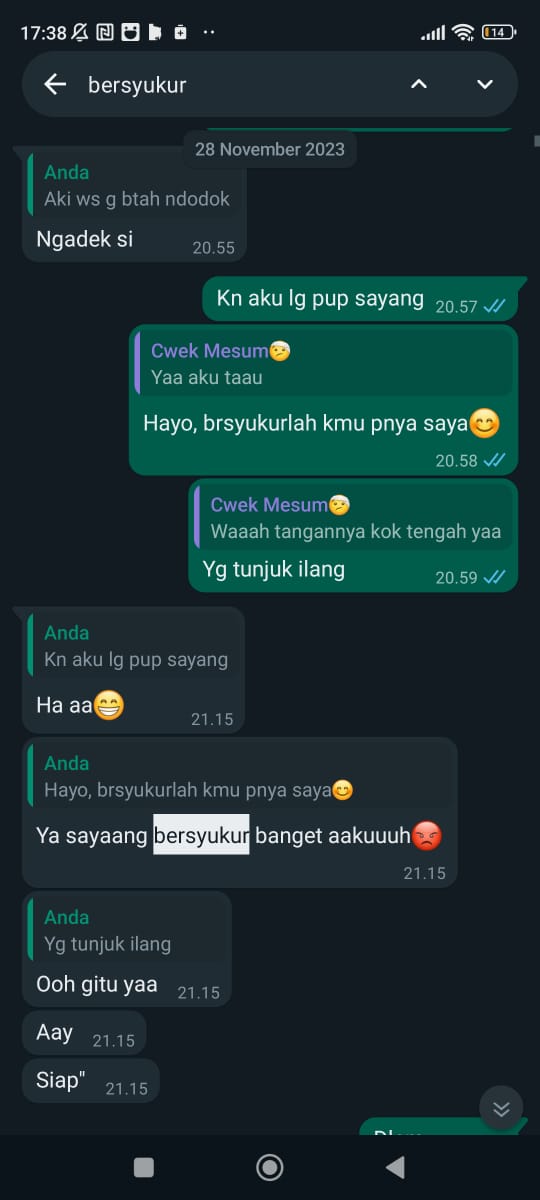 17:38
14
bersyukur
28 November 2023
Anda
Aki ws g btah ndodok
Ngadek si
20.55
Kn aku lg pup sayang
20.57
Cwek Mesum🤕
Yaa aku taau
Hayo, brsyukurlah kmu pnya saya😊
20.58
Cwek Mesum🤕
Waaah tangannya kok tengah yaa
Yg tunjuk ilang
20.59
Anda
Kn aku lg pup sayang
Ha aa😁
21.15
Anda
Hayo, brsyukurlah kmu pnya saya😊
Ya sayaang bersyukur banget aakuuuh😡
21.15
Anda
Yg tunjuk ilang
Ooh gitu yaa
21.15
Aay
21.15
Siap"
21.15